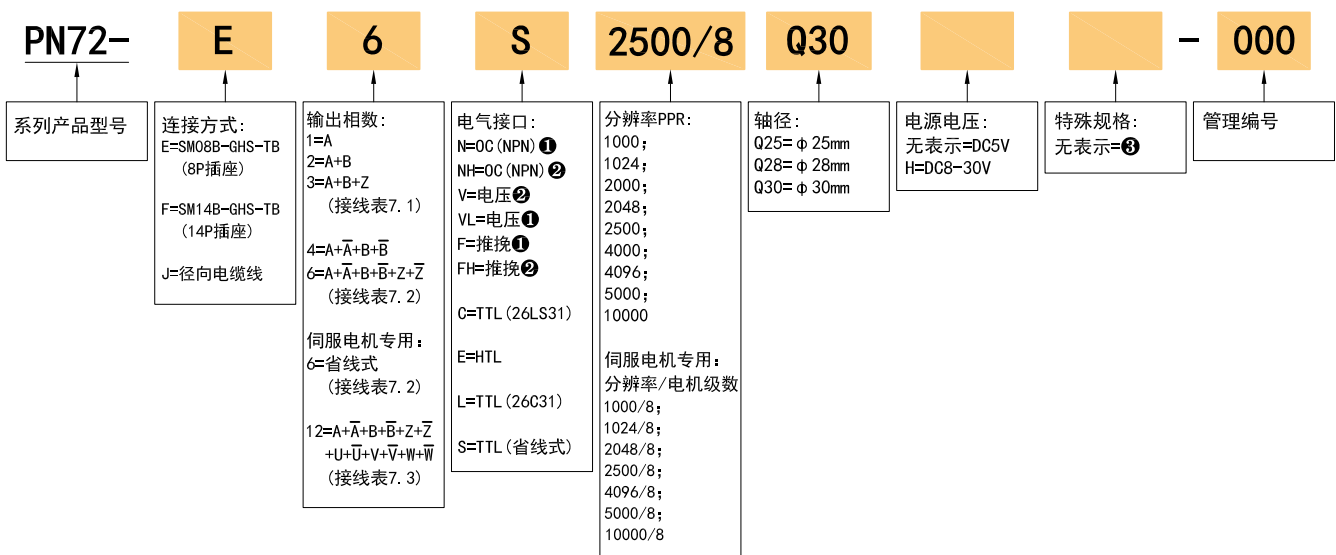 PN72- E 6 S 2500/8 Q30 - 000
系列产品型号
连接方式:
E=SM08B-GHS-TB
(8P插座)
F=SM14B-GHS-TB
(14P插座)
J=径向电缆线
输出相数:
1=A
2=A+B
3=A+B+Z
(接线表7.1)
4=A+A̅+B+B̅
6=A+A̅+B+B̅+Z+Z̅
(接线表7.2)
伺服电机专用:
6=省线式
(接线表7.2)
12=A+A̅+B+B̅+Z+Z̅
+U+U̅+V+V̅+W+W̅
(接线表7.3)
电气接口:
N=OC(NPN)❶
NH=OC(NPN)❷
V=电压❷
VL=电压❶
F=推挽❶
FH=推挽❷
C=TTL(26LS31)
E=HTL
L=TTL(26C31)
S=TTL(省线式)
分辨率PPR:
1000;
1024;
2000;
2048;
2500;
4000;
4096;
5000;
10000
伺服电机专用:
分辨率/电机级数
1000/8;
1024/8;
2048/8;
2500/8;
4096/8;
5000/8;
10000/8
轴径:
Q25=φ25mm
Q28=φ28mm
Q30=φ30mm
电源电压:
无表示=DC5V
H=DC8-30V
特殊规格:
无表示=❸
管理编号